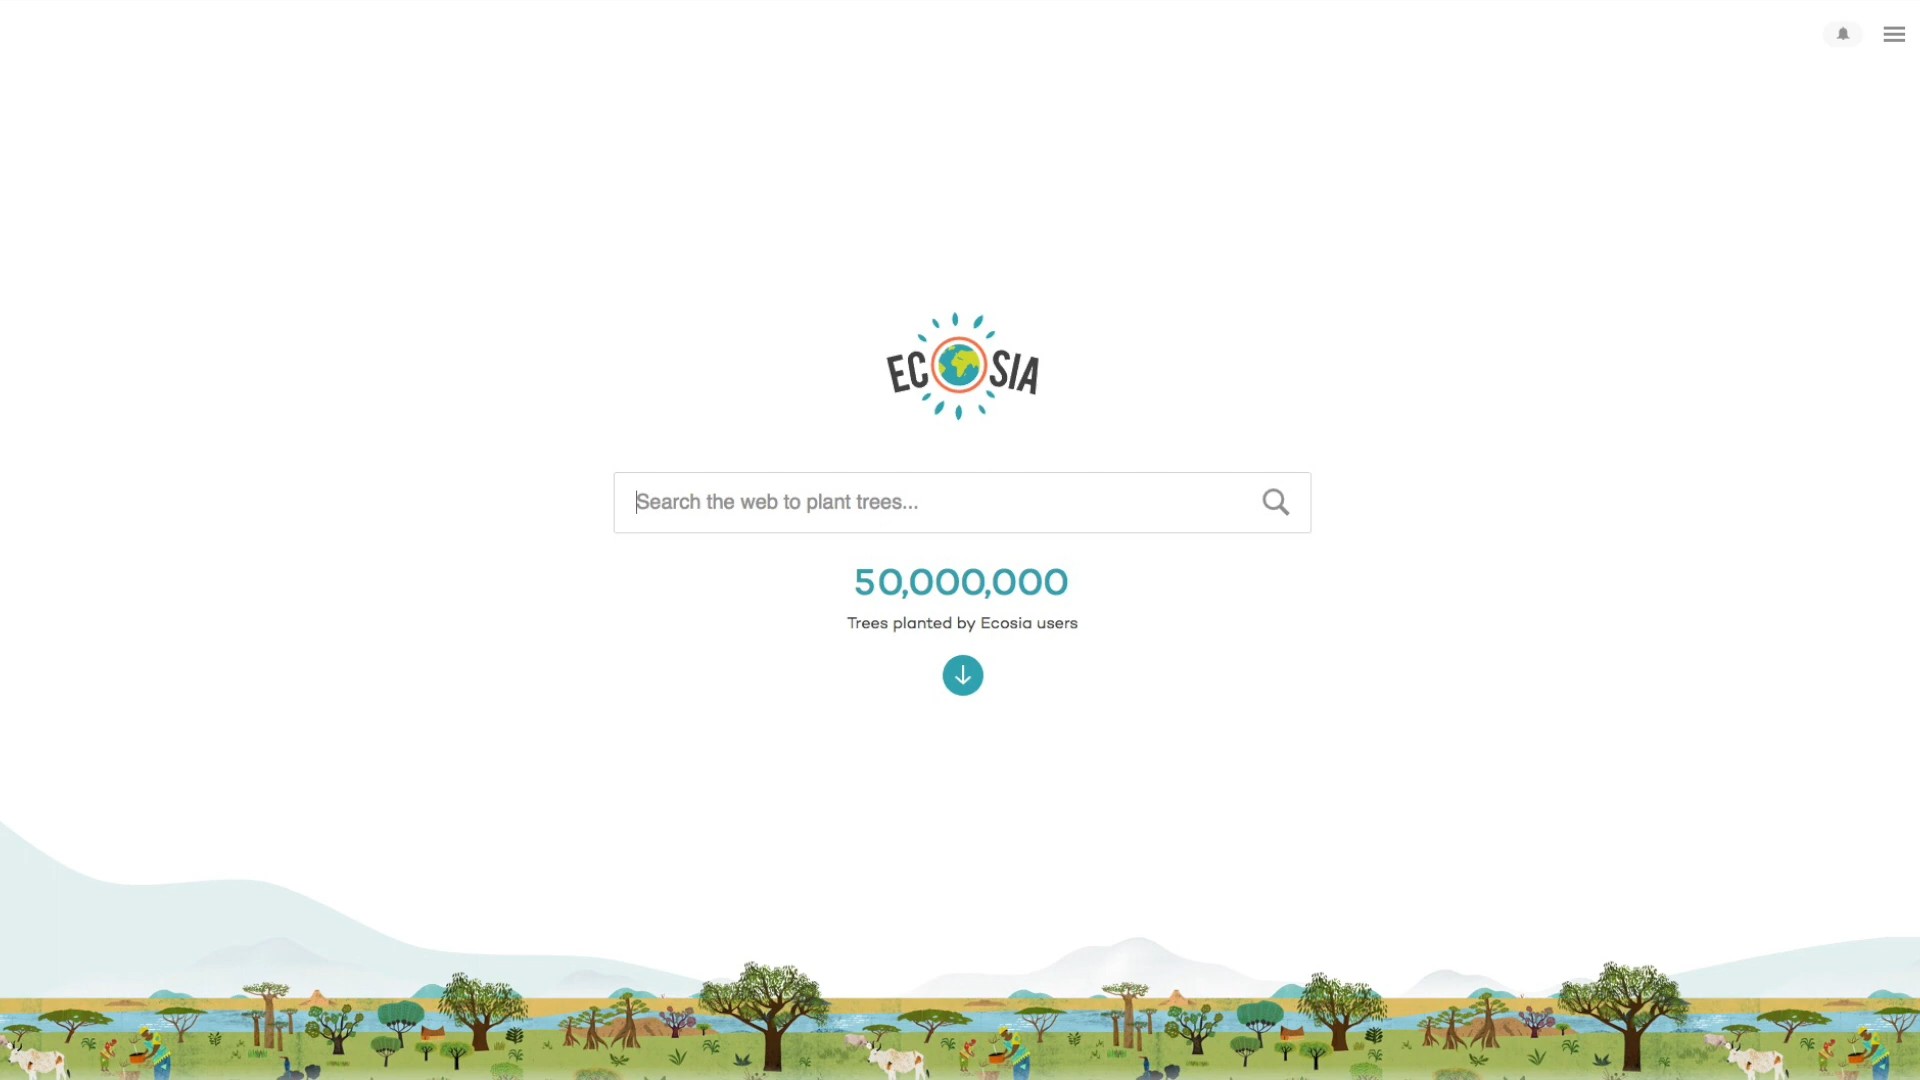 ECOSIA
Search the web to plant trees...
50,000,000
Trees planted by Ecosia users